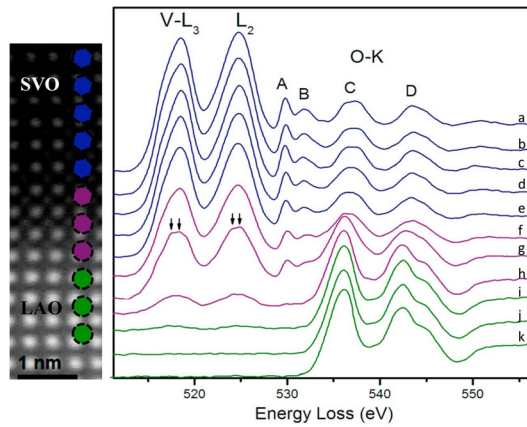 SVO
LAO
1 nm
V-L3
L2
O-K
A
B
C
D
a
b
c
d
e
f
g
h
i
j
k
520
530
540
550
Energy Loss (eV)